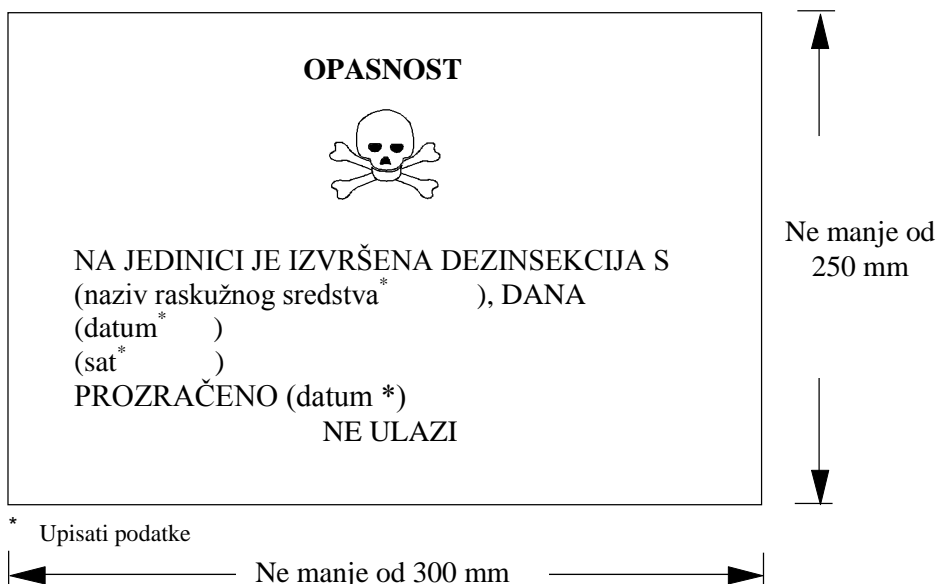 OPASNOST
NA JEDINICI JE IZVRŠENA DEZINSEKCIJA S
(naziv raskužnog sredstva* ), DANA
(datum* )
(sat* )
PROZRAČENO (datum *)
NE ULAZI
Ne manje od
250 mm
* Upisati podatke
Ne manje od 300 mm